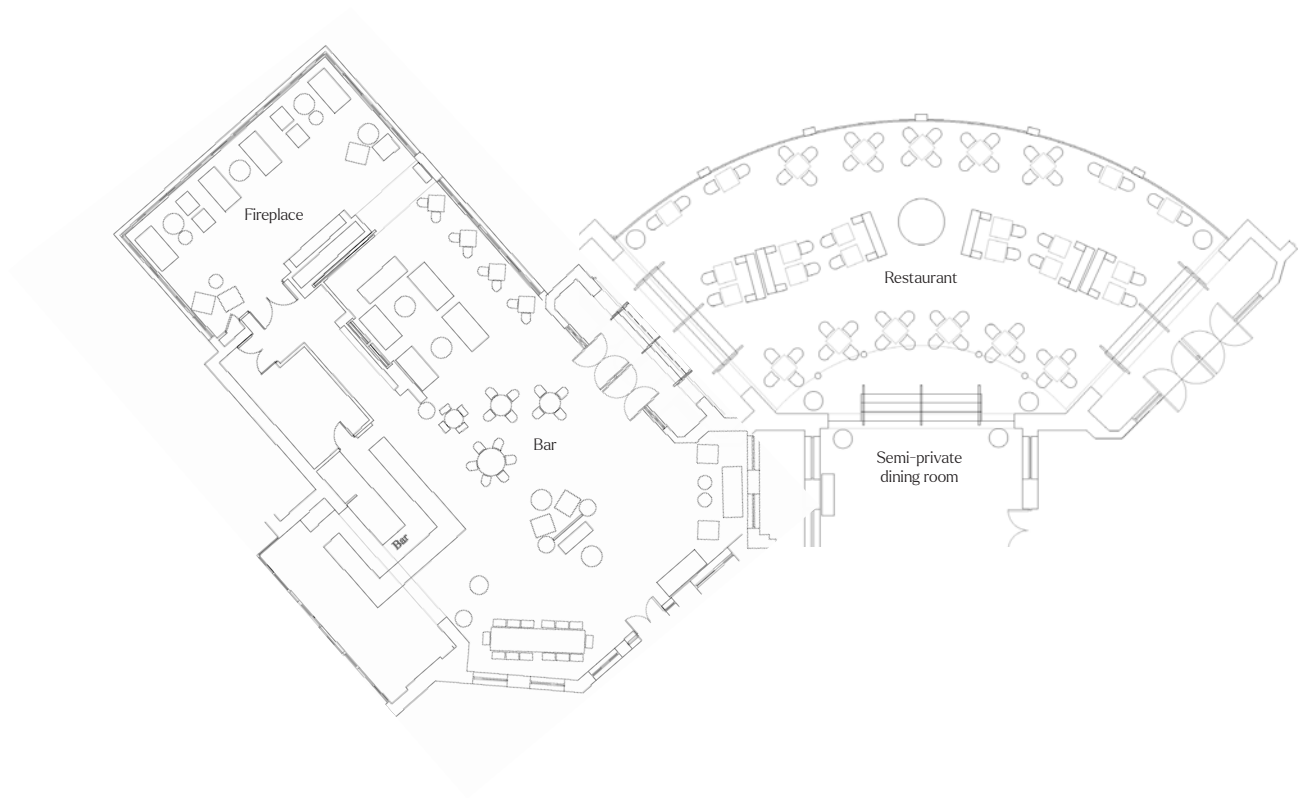 Fireplace
Restaurant
Bar
Semi-private
dining room
Bar